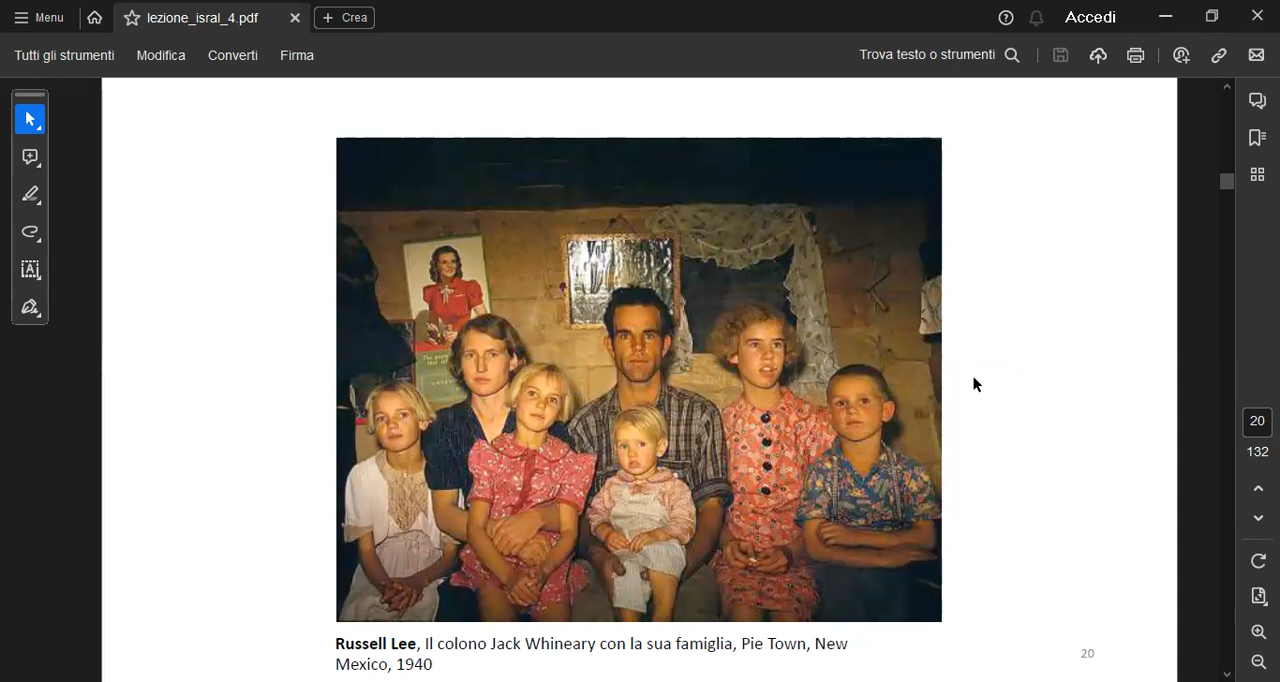 Menu
lezione_isral_4.pdf
Crea
Accedi
Tutti gli strumenti
Modifica
Converti
Firma
Trova testo o strumenti
20
132
Russell Lee, Il colono Jack Whineary con la sua famiglia, Pie Town, New
Mexico, 1940
20